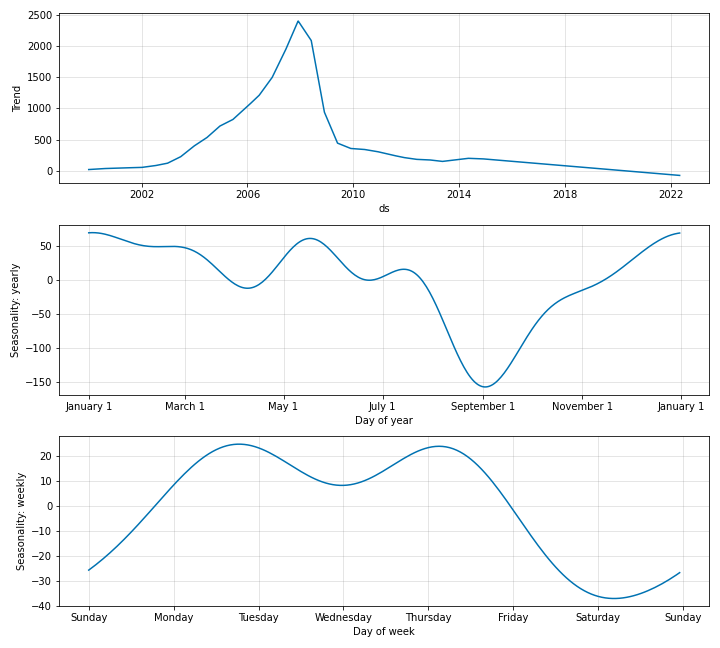 2500
2000
1500
1000
500
0
Trend
2002 2006 2010 2014 2018 2022
ds
50
0
−50
−100
−150
Seasonality: yearly
January 1 March 1 May 1 July 1 September 1 November 1 January 1
Day of year
20
10
0
−10
−20
−30
−40
Seasonality: weekly
Sunday Monday Tuesday Wednesday Thursday Friday Saturday Sunday
Day of week